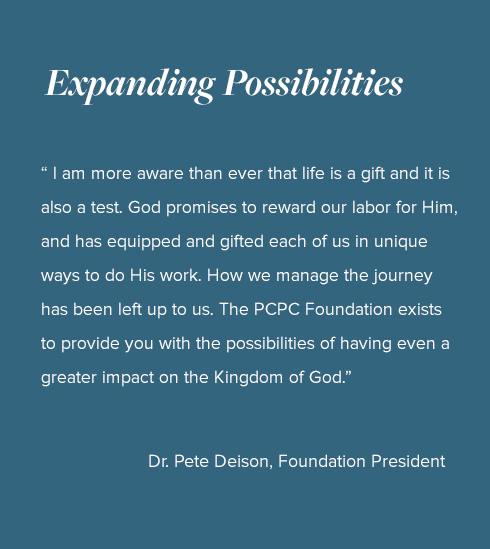 Expanding Possibilities
“ I am more aware than ever that life is a gift and it is
also a test. God promises to reward our labor for Him,
and has equipped and gifted each of us in unique
ways to do His work. How we manage the journey
has been left up to us. The PCPC Foundation exists
to provide you with the possibilities of having even a
greater impact on the Kingdom of God.”
Dr. Pete Deison, Foundation President